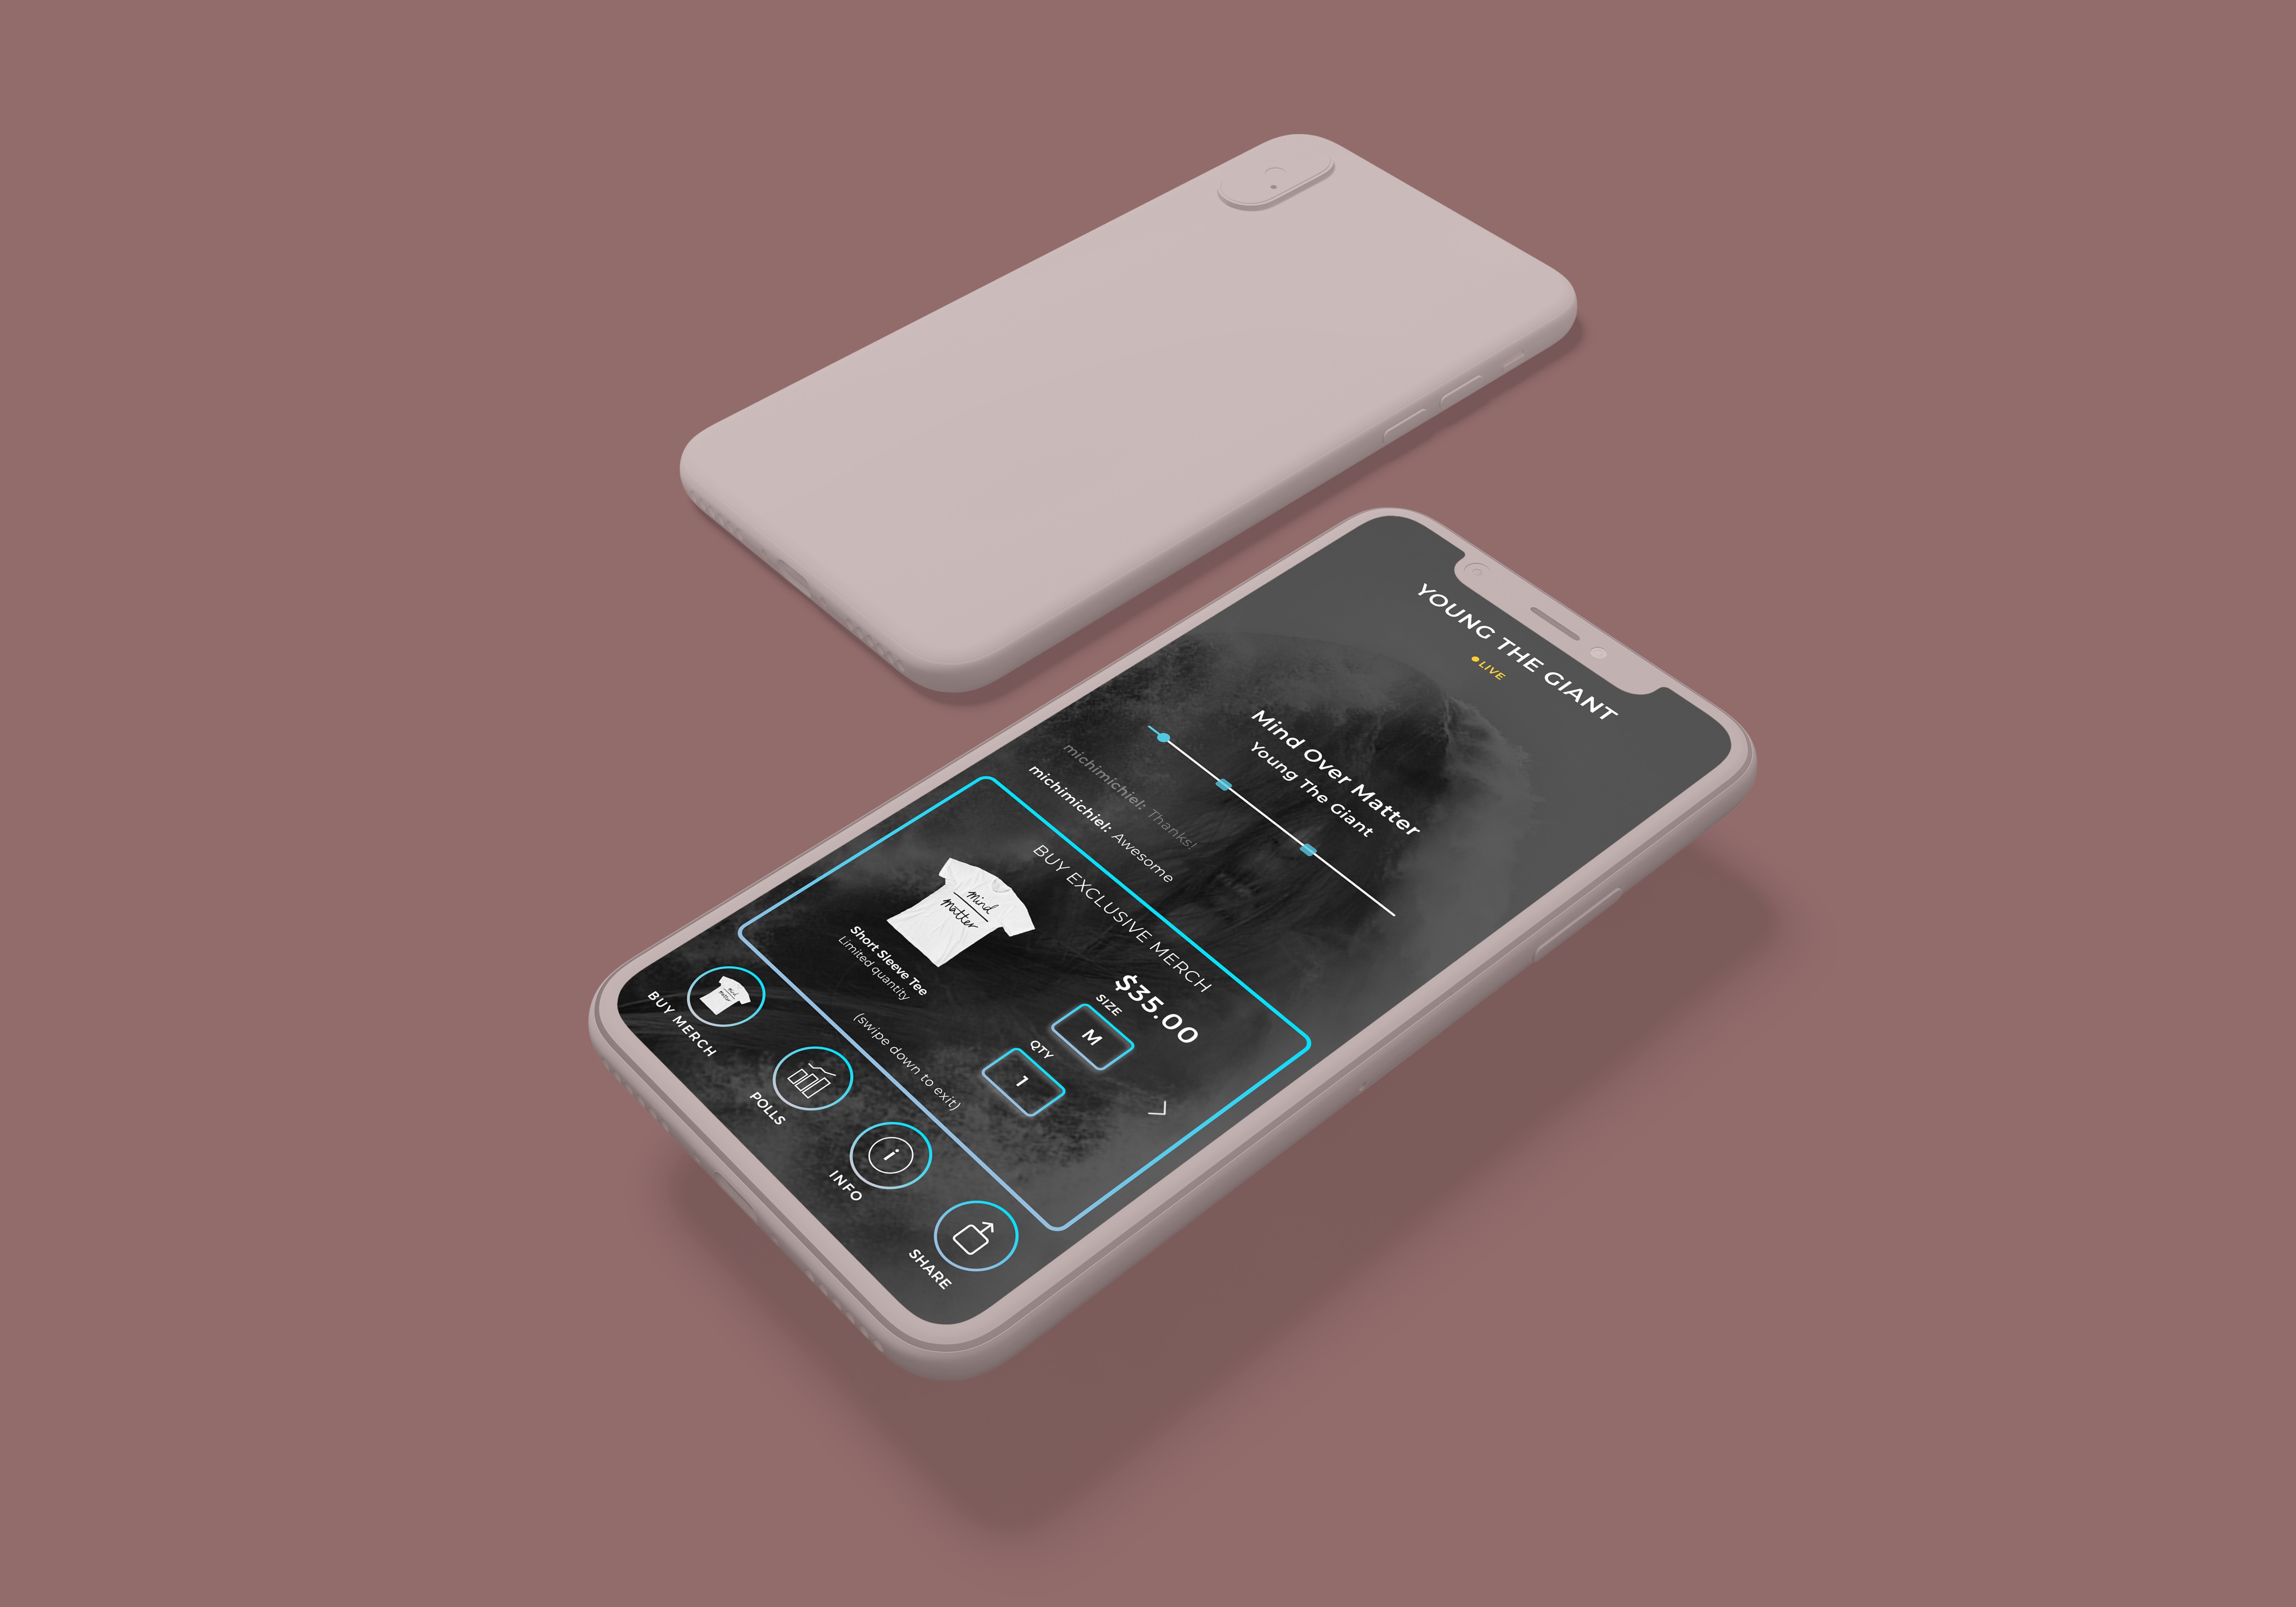 YOUNG THE GIANT
LIVE
Mind Over Matter
Young The Giant
michimichiel: Thanks!
michimichiel: Awesome
BUY EXCLUSIVE MERCH
mind
matter
Short Sleeve Tee
Limited quantity
$35.00
SIZE
M
QTY
1
(swipe down to exit)
mind
matter
BUY MERCH
POLLS
i
INFO
SHARE